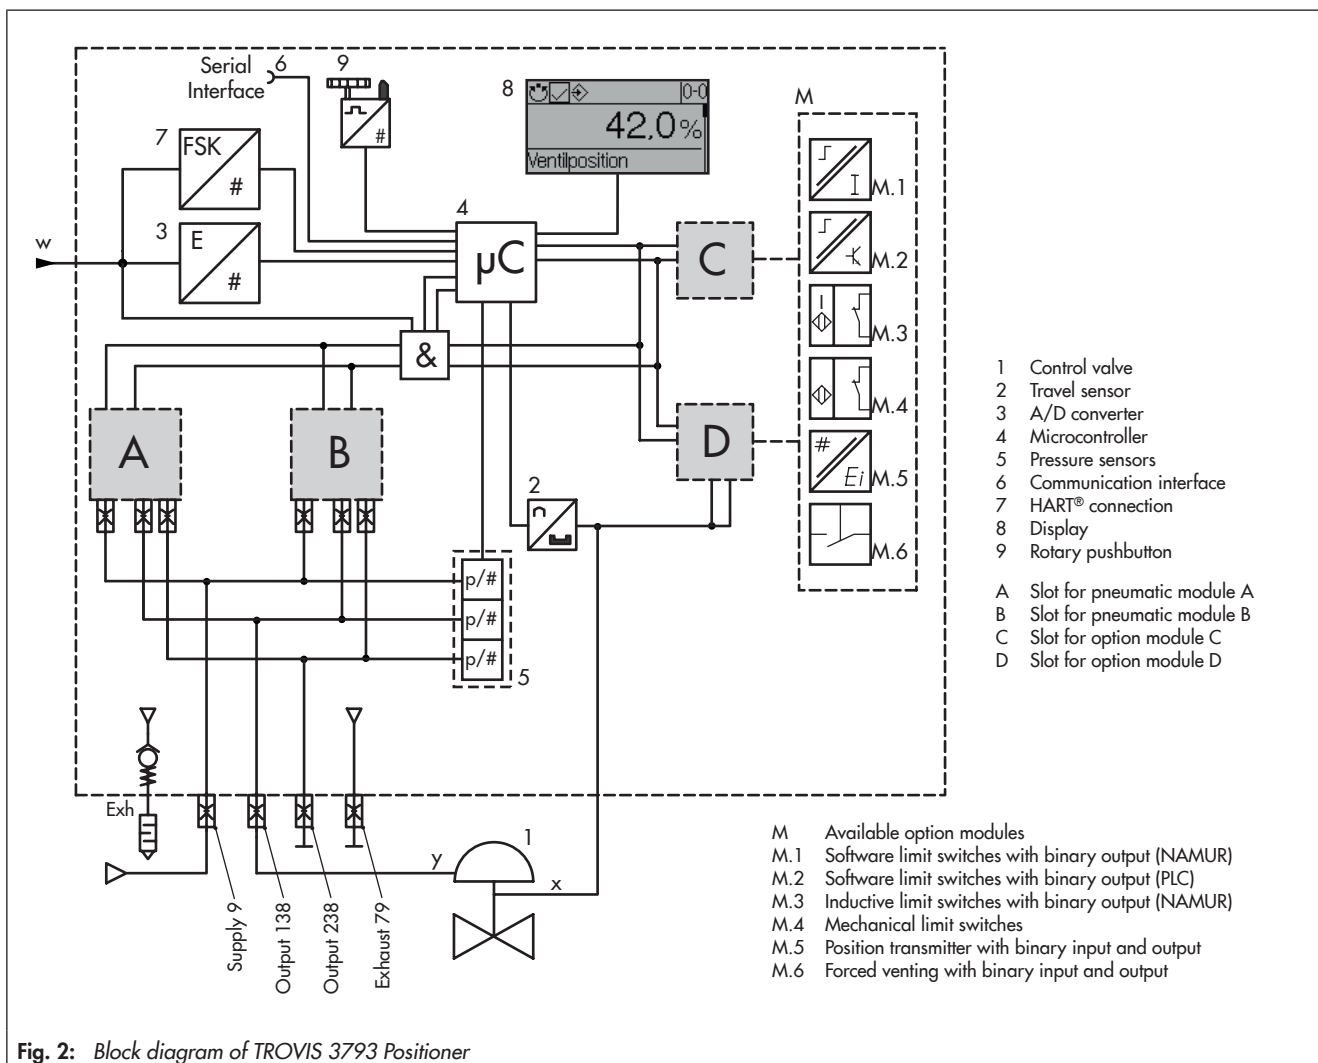 Serial
Interface
6
9
8
0-0
42,0%
Ventilposition
M
7
FSK
#
#
I
M.1
w
3
E
#
4
µC
C
M.2
&
I
M.3
M.4
A
B
D
#
Ei
M.5
2
M.6
p/#
p/#
p/#
5
Exh
Supply 9
Output 138
Output 238
Exhaust 79
y
1
x
1 Control valve
2 Travel sensor
3 A/D converter
4 Microcontroller
5 Pressure sensors
6 Communication interface
7 HART® connection
8 Display
9 Rotary pushbutton
A Slot for pneumatic module A
B Slot for pneumatic module B
C Slot for option module C
D Slot for option module D
M Available option modules
M.1 Software limit switches with binary output (NAMUR)
M.2 Software limit switches with binary output (PLC)
M.3 Inductive limit switches with binary output (NAMUR)
M.4 Mechanical limit switches
M.5 Position transmitter with binary input and output
M.6 Forced venting with binary input and output
Fig. 2: Block diagram of TROVIS 3793 Positioner